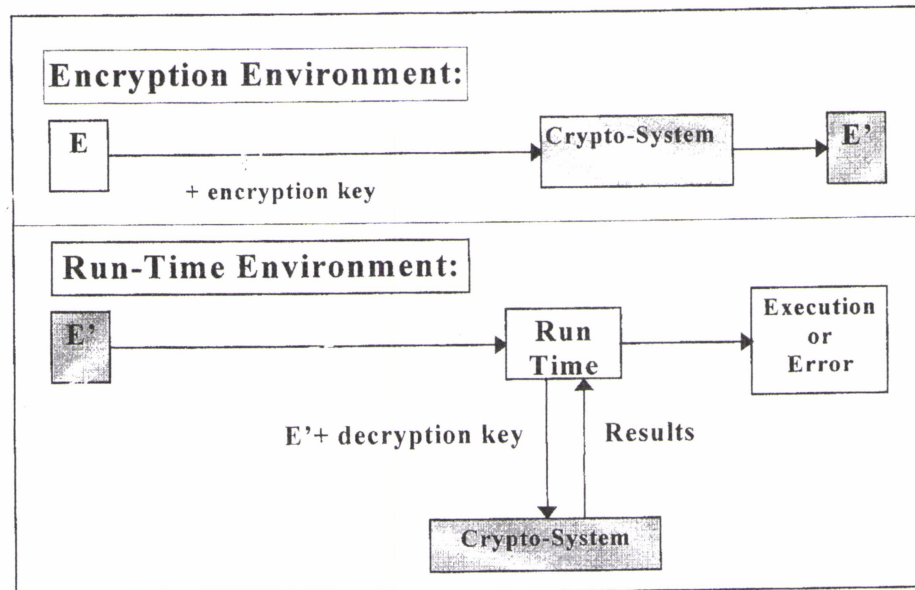 Encryption Environment:
E
Crypto-System
E'
+ encryption key
Run-Time Environment:
E'
Run
Time
Execution
or
Error
E'+ decryption key
Results
Crypto-System